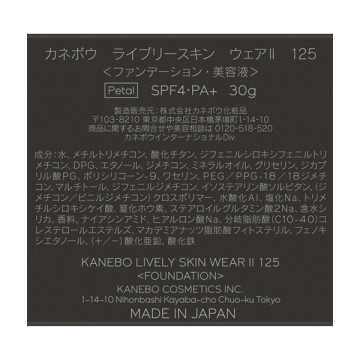 カネボウ ライブリースキン ウェアⅡ 125
＜ファンデーション・美容液＞
Petal SPF4・PA+ 30g
製造販売元：株式会社カネボウ化粧品
〒103-8210 東京都中央区日本橋茅場町1-14-10
商品に関するお問合せや美容相談は 0120-518-520
カネボウインターナショナルDiv.
成分：水、メチルトリメチコン、酸化チタン、ジフェニルシロキシフェニルトリ
メチコン、DPG、エタノール、ジメチコン、ミネラルオイル、グリセリン、ジカプ
リル酸PG、ポリシリコーン-9、ワセリン、PEG／PPG-18／18ジメチ
コン、マルチトール、ジフェニルジメチコン、イソステアリン酸ソルビタン、(ジメチ
コン／ビニルジメチコン)クロスポリマー、水酸化Al、塩化Na、トリメ
チルシロキシケイ酸、窒化ホウ素、ステアロイルグルタミン酸2Na、含水シ
リカ、香料、ナイアシンアミド、ヒアルロン酸Na、分岐脂肪酸(C10-40)コ
レステロールエステルズ、マカデミアナッツ脂肪酸フィトステリル、フェノキ
シエタノール、(+／−)酸化亜鉛、酸化鉄
KANEBO LIVELY SKIN WEAR II 125
<FOUNDATION>
KANEBO COSMETICS INC.
1-14-10 Nihonbashi Kayaba-cho Chuo-ku Tokyo
MADE IN JAPAN